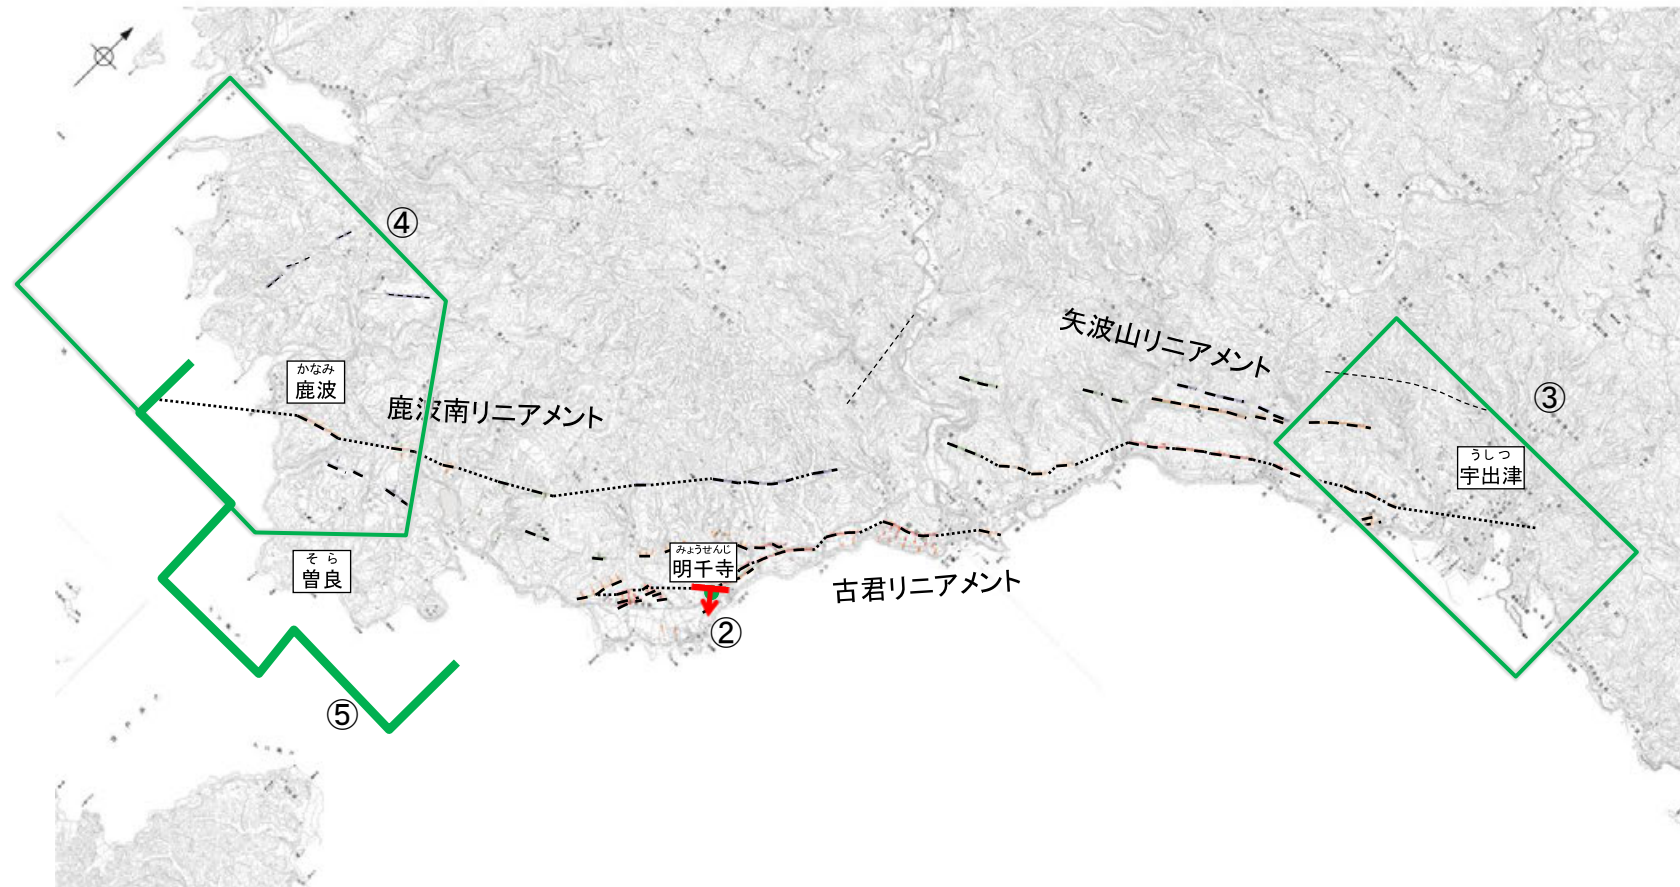 ④
矢波山リニアメント
かなみ
鹿波
鹿波南リニアメント
③
うしつ
宇出津
みょうせんじ
明千寺
そら
曽良
古君リニアメント
②
⑤